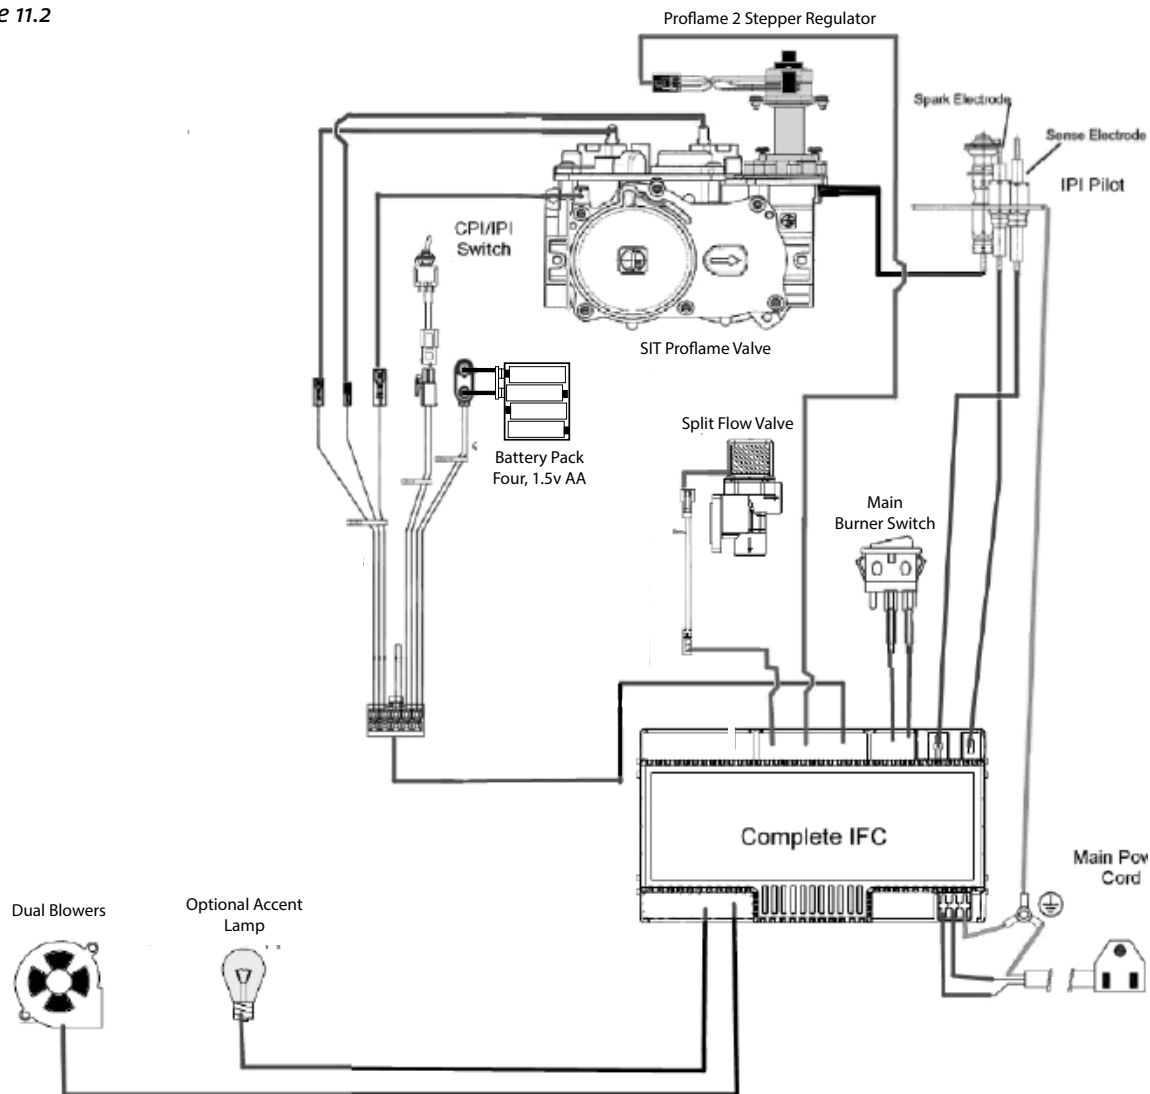 e 11.2
Proflame 2 Stepper Regulator
Spark Electrode
Sense Electrode
IPI Pilot
CPI/IPI
Switch
SIT Proflame Valve
Split Flow Valve
Battery Pack
Four, 1.5v AA
Main
Burner Switch
Complete IFC
Main Pow
Cord
Dual Blowers
Optional Accent
Lamp